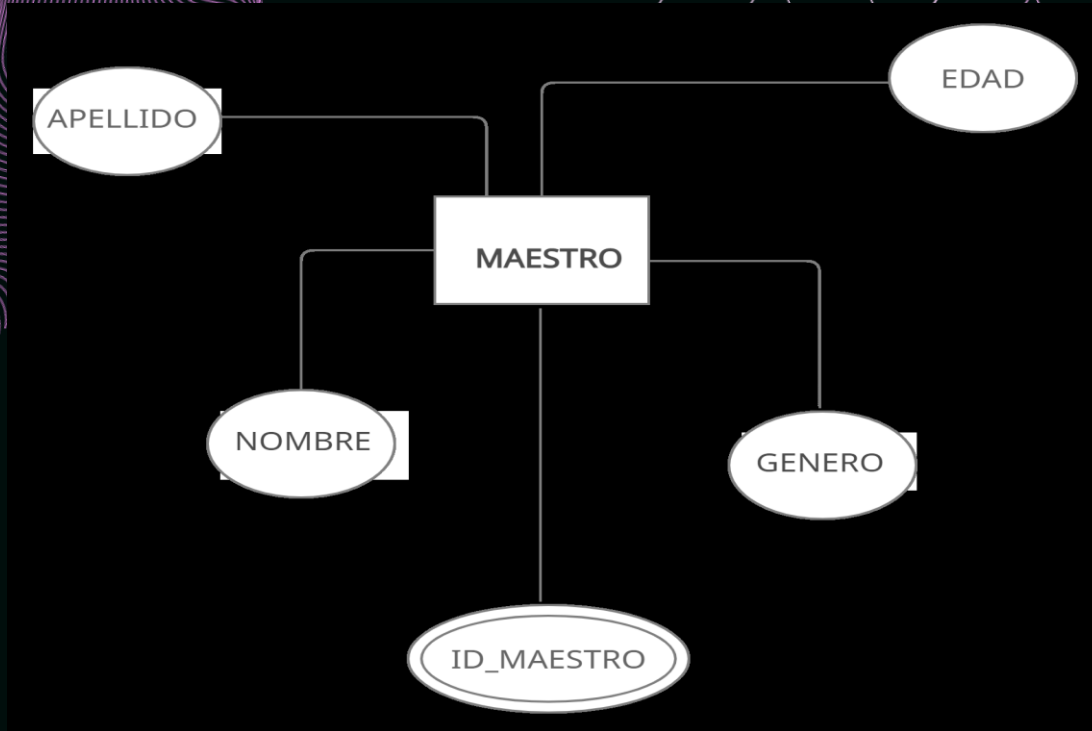 EDAD
APELLIDO
MAESTRO
NOMBRE
GENERO
ID_MAESTRO